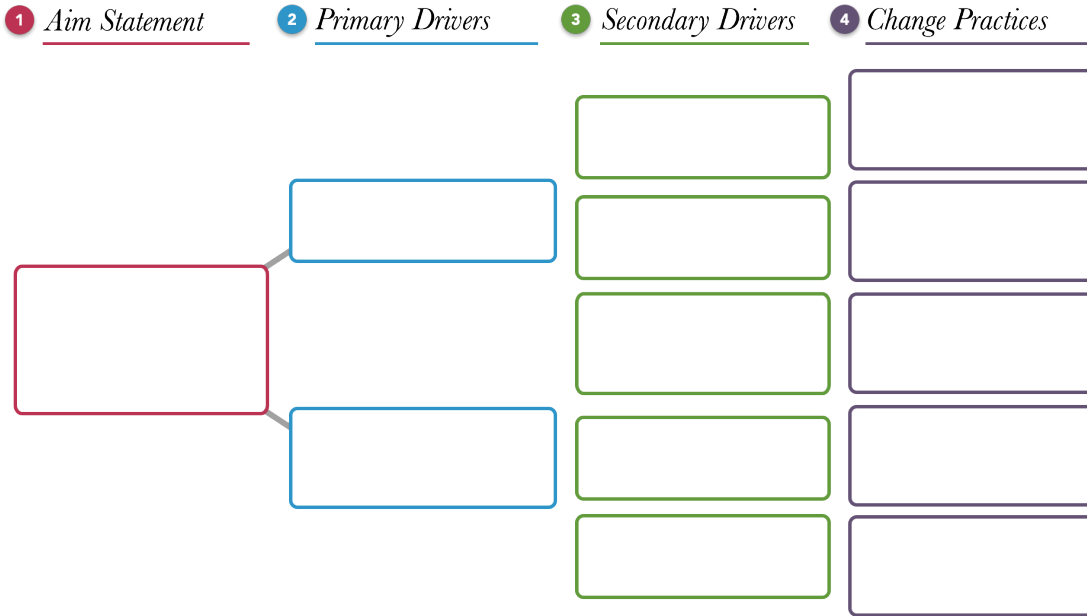 1 Aim Statement
2 Primary Drivers
3 Secondary Drivers
4 Change Practices